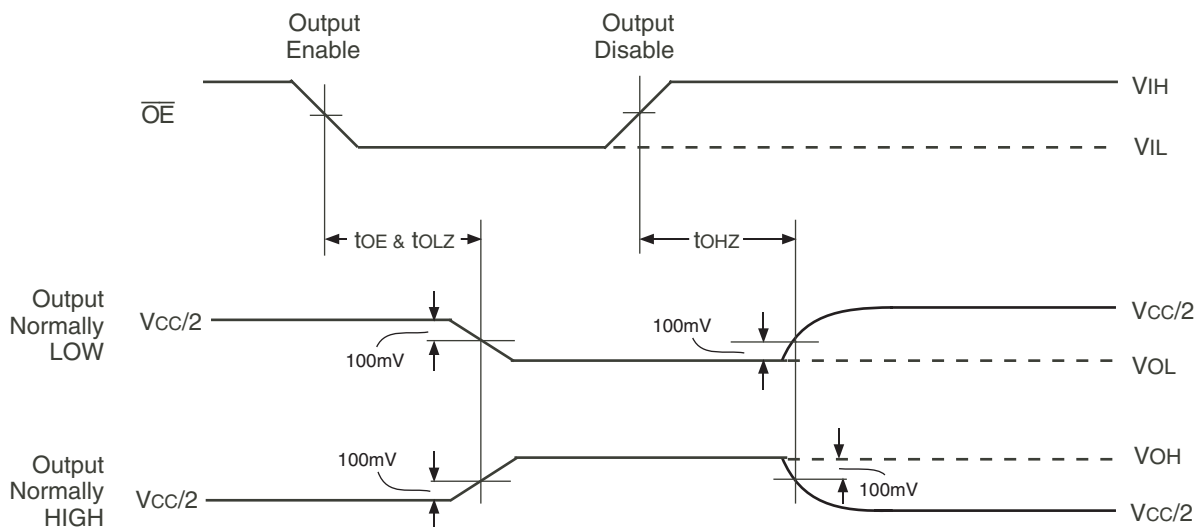 Output
Enable
Output
Disable
OE
VIH
VIL
tOE & tOLZ
tOHZ
Output
Normally
LOW
VCC/2
100mV
100mV
VCC/2
VOL
Output
Normally
HIGH
VCC/2
100mV
100mV
VOH
VCC/2